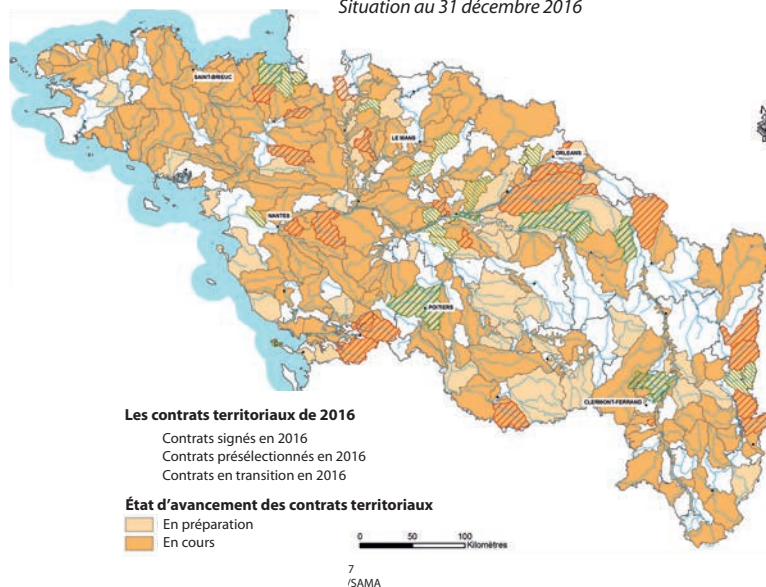 Situation au 31 décembre 2016
SAINT-BRIEUC
LE MANS
ORLEANS
NANTES
POITIERS
CLERMONT-FERRAND
Les contrats territoriaux de 2016
Contrats signés en 2016
Contrats présélectionnés en 2016
Contrats en transition en 2016
État d'avancement des contrats territoriaux
En préparation
En cours
0 50 100
Kilomètres
7
/SAMA